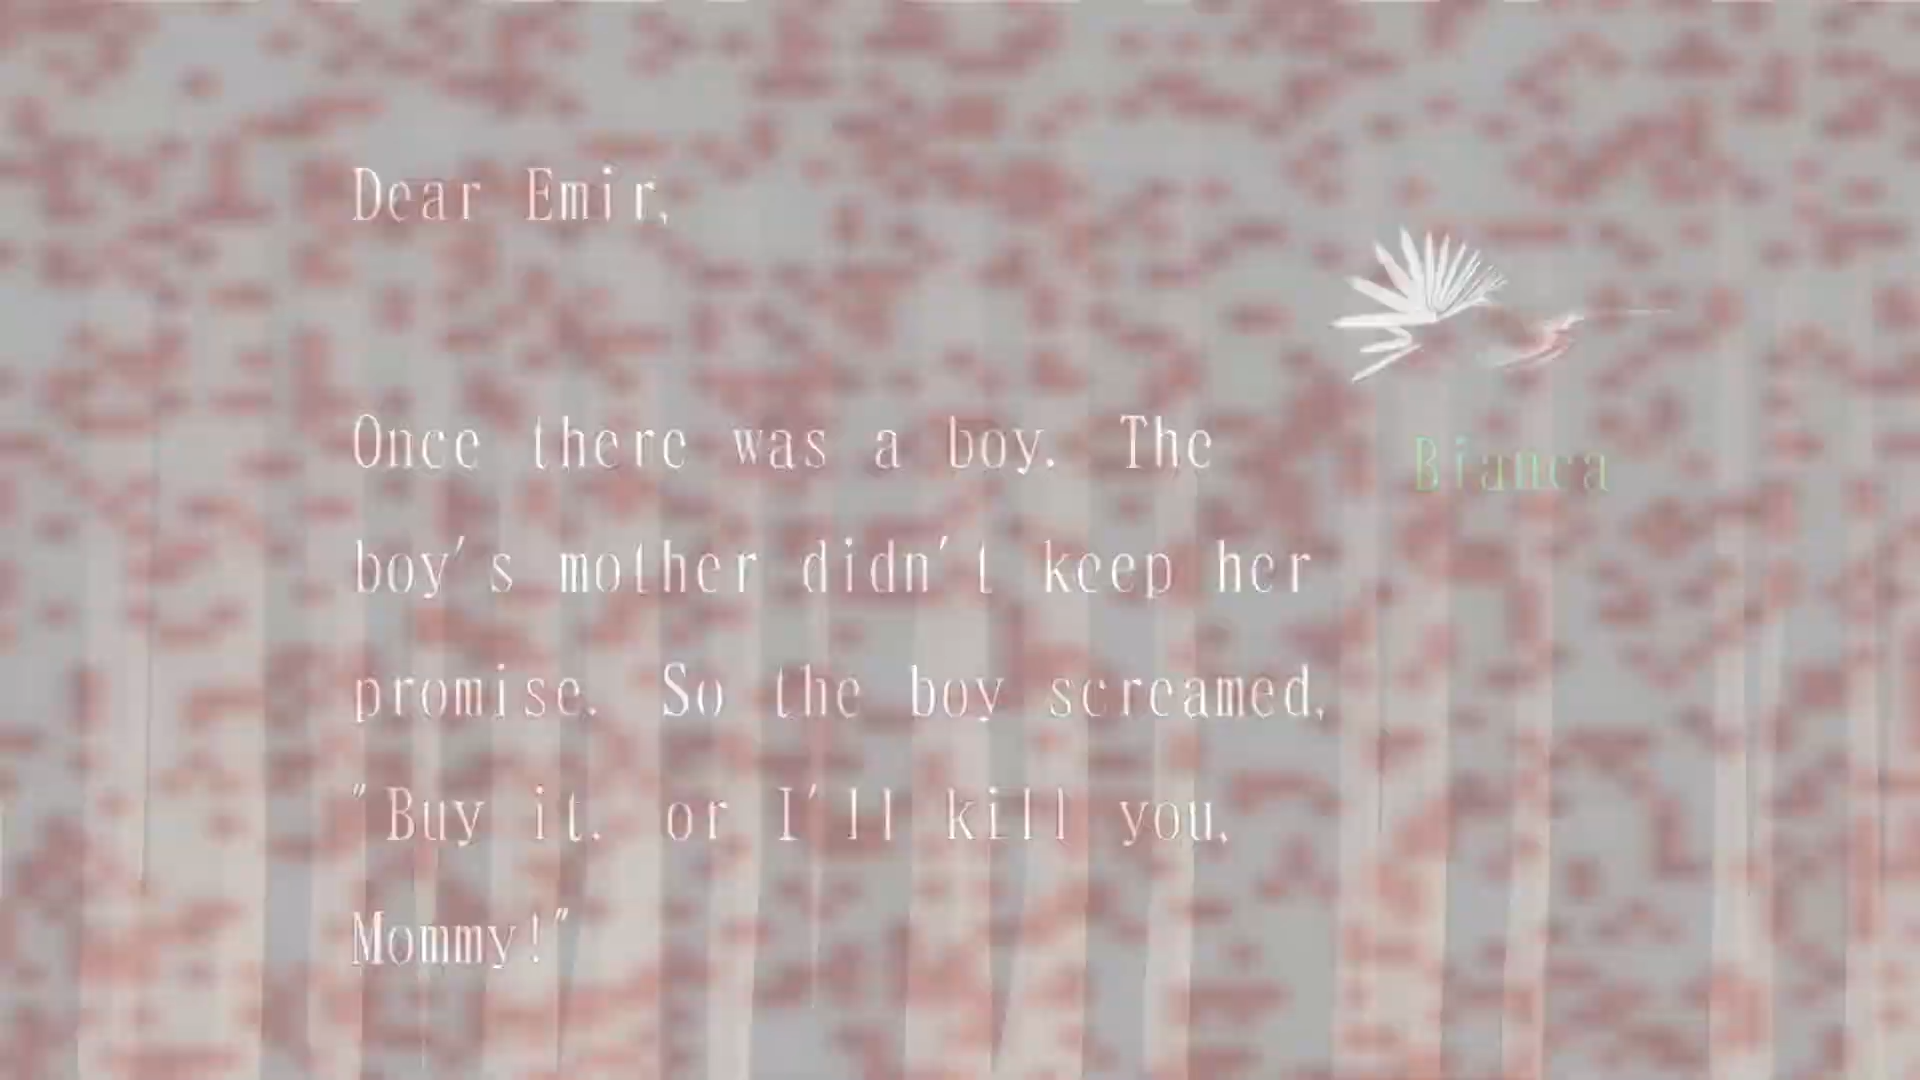 Dear Emir,
Once there was a boy. The
Bianca
boy's mother didn't keep her
promise. So the boy screamed,
"Buy it. or I'll kill you,
Mommy!"